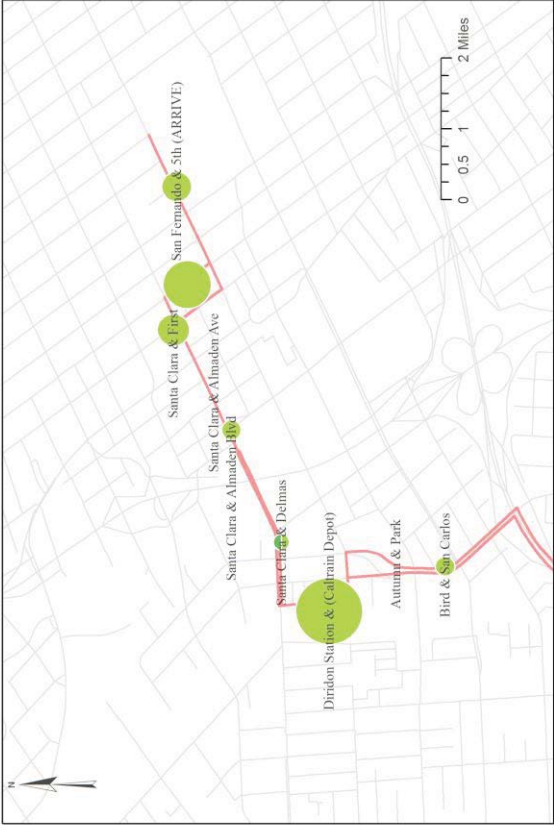 N
San Fernando & 5th (ARRIVE)
Santa Clara & First
Santa Clara & Almaden Ave
Santa Clara & Almaden Blvd
Santa Clara & Delmas
Diridon Station & (Caltrain Depot)
Autumn & Park
Bird & San Carlos
0 0.5 1 2 Miles